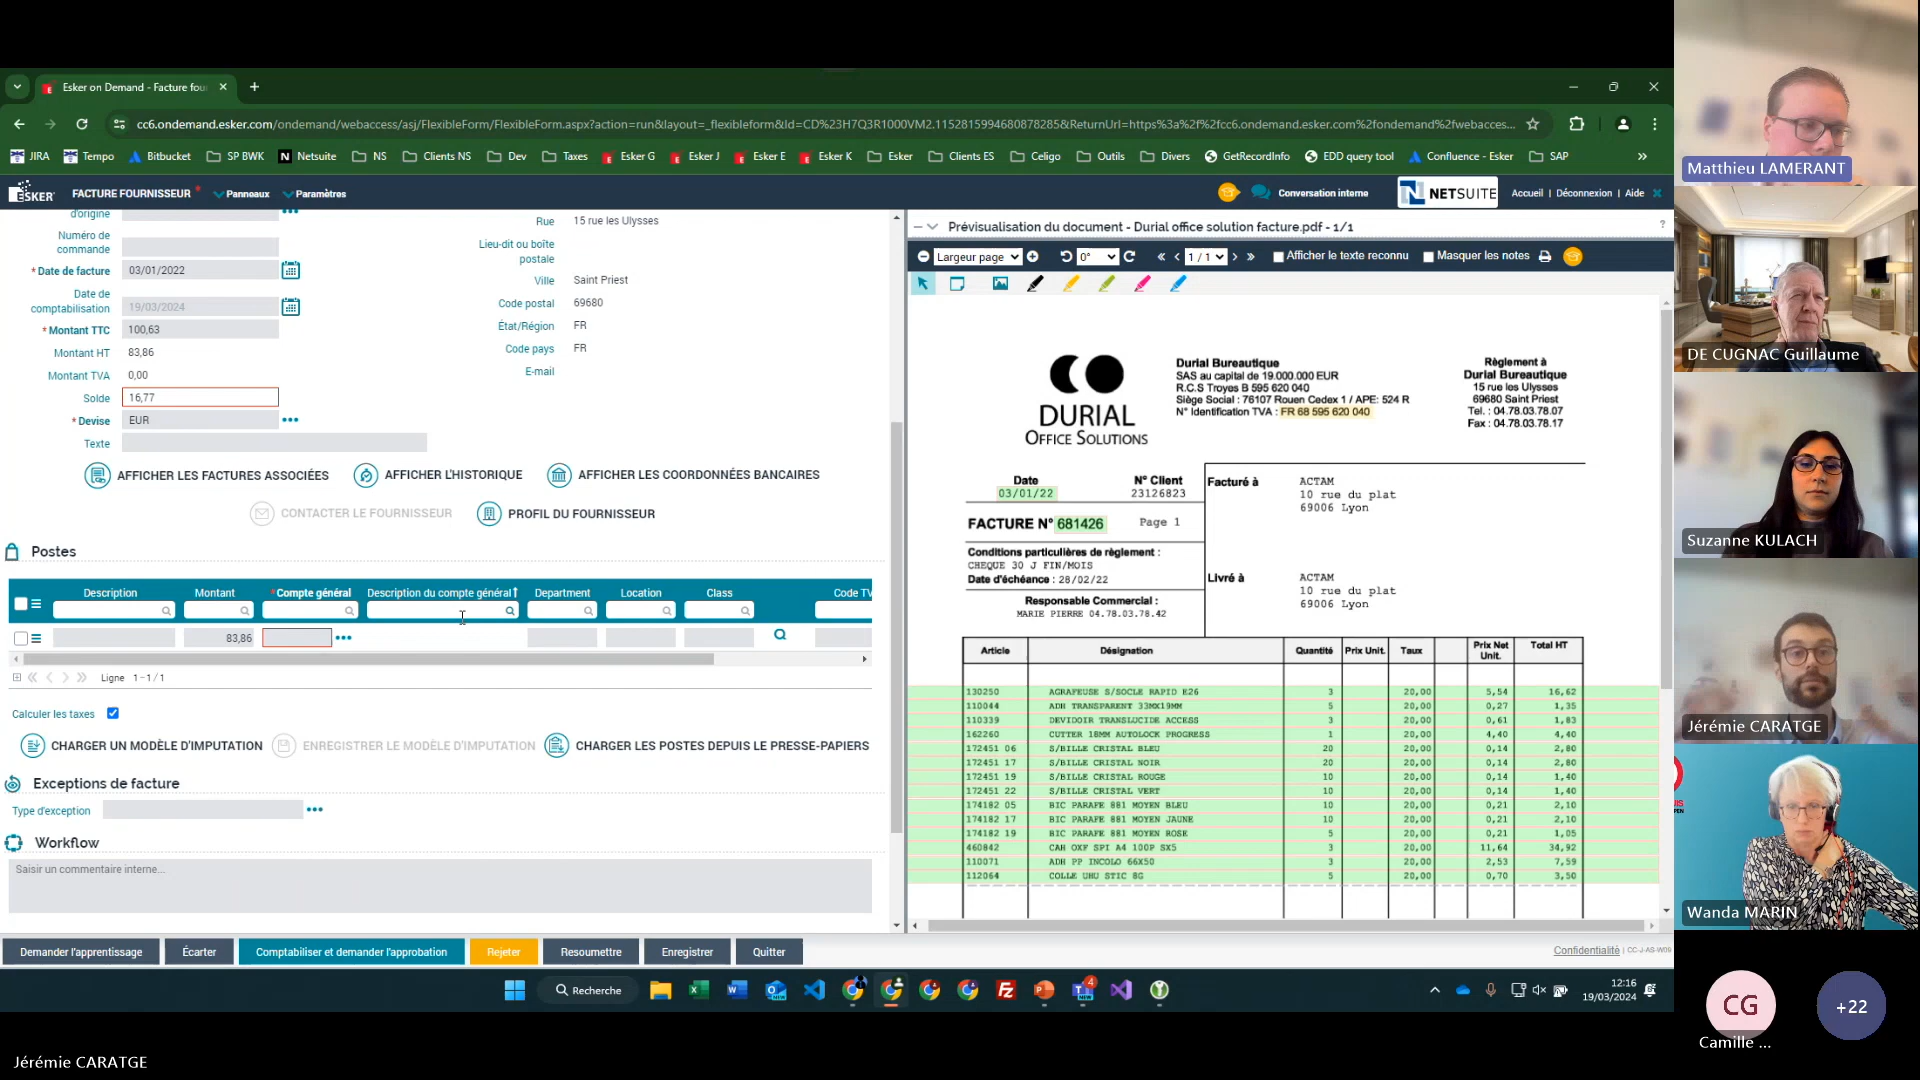 Esker on Demand - Facture fou
cc6.ondemand.esker.com/ondemand/webaccess/asj/FlexibleForm/FlexibleForm.aspx?action=run&layout=_flexibleform&Id=CD%23H7Q3R1000VM2.1152815994680878285&ReturnUrl=https%3a%2f%2fcc6.ondemand.esker.com%2fondemand%2fwebacces...
JIRA Tempo Bitbucket SP BWK Netsuite NS Clients NS Dev Taxes Esker G Esker J Esker E Esker K Esker Clients ES Celigo Outils Divers GetRecordInfo EDD query tool Confluence - Esker SAP »
ESKER FACTURE FOURNISSEUR * Panneaux Paramètres Conversation interne NETSUITE Accueil | Déconnexion | Aide
d'origine
Numéro de commande
* Date de facture 03/01/2022
Date de comptabilisation 19/03/2024
* Montant TTC 100,63
Montant HT 83,86
Montant TVA 0,00
Solde 16,77
* Devise EUR
Texte
Rue 15 rue les Ulysses
Lieu-dit ou boîte postale
Ville Saint Priest
Code postal 69680
État/Région FR
Code pays FR
E-mail
AFFICHER LES FACTURES ASSOCIÉES AFFICHER L'HISTORIQUE AFFICHER LES COORDONNÉES BANCAIRES
CONTACTER LE FOURNISSEUR PROFIL DU FOURNISSEUR
Postes
Description Montant *Compte général Description du compte général Department Location Class Code TV
83,86
Ligne 1 - 1 / 1
Calculer les taxes
CHARGER UN MODÈLE D'IMPUTATION ENREGISTRER LE MODÈLE D'IMPUTATION CHARGER LES POSTES DEPUIS LE PRESSE-PAPIERS
Exceptions de facture
Type d'exception
Workflow
Saisir un commentaire interne...
Demander l'apprentissage Écarter Comptabiliser et demander l'approbation Rejeter Resoumettre Enregistrer Quitter
Prévisualisation du document - Durial office solution facture.pdf - 1/1 ?
Largeur page 0° 1 / 1 Afficher le texte reconnu Masquer les notes
DURIAL
OFFICE SOLUTIONS
Durial Bureautique
SAS au capital de 19.000.000 EUR
R.C.S Troyes B 595 620 040
Siège Social : 76107 Rouen Cedex 1 / APE: 524 R
N° Identification TVA : FR 68 595 620 040
Règlement à
Durial Bureautique
15 rue les Ulysses
69680 Saint Priest
Tel. : 04.78.03.78.07
Fax : 04.78.03.78.17
Date N° Client
03/01/22 23126823
FACTURE N° 681426 Page 1
Conditions particulières de règlement :
CHEQUE 30 J FIN/MOIS
Date d'échéance : 28/02/22
Responsable Commercial :
MARIE PIERRE 04.78.03.78.42
Facturé à ACTAM
10 rue du plat
69006 Lyon
Livré à ACTAM
10 rue du plat
69006 Lyon
Article Désignation Quantité Prix Unit. Taux Prix Net Unit. Total HT
130250 AGRAFEUSE S/SOCLE RAPID E26 3 20,00 5,54 16,62
110044 ADH TRANSPARENT 33MX19MM 5 20,00 0,27 1,35
110339 DEVIDOIR TRANSLUCIDE ACCESS 3 20,00 0,61 1,83
162260 CUTTER 18MM AUTOLOCK PROGRESS 1 20,00 4,40 4,40
172451 06 S/BILLE CRISTAL BLEU 20 20,00 0,14 2,80
172451 17 S/BILLE CRISTAL NOIR 20 20,00 0,14 2,80
172451 19 S/BILLE CRISTAL ROUGE 10 20,00 0,14 1,40
172451 22 S/BILLE CRISTAL VERT 10 20,00 0,14 1,40
174182 05 BIC PARAFE 881 MOYEN BLEU 10 20,00 0,21 2,10
174182 17 BIC PARAFE 881 MOYEN JAUNE 10 20,00 0,21 2,10
174182 19 BIC PARAFE 881 MOYEN ROSE 5 20,00 0,21 1,05
460842 CAH OXF SPI A4 100P SX5 3 20,00 11,64 34,92
110071 ADH PP INCOLO 66X50 3 20,00 2,53 7,59
112064 COLLE UHU STIC 8G 5 20,00 0,70 3,50
Confidentialité | CC-J-AS-W09
Recherche
4
12:16
19/03/2024
Jérémie CARATGE
Matthieu LAMERANT
DE CUGNAC Guillaume
Suzanne KULACH
Jérémie CARATGE
Wanda MARIN
CG
Camille ...
+22